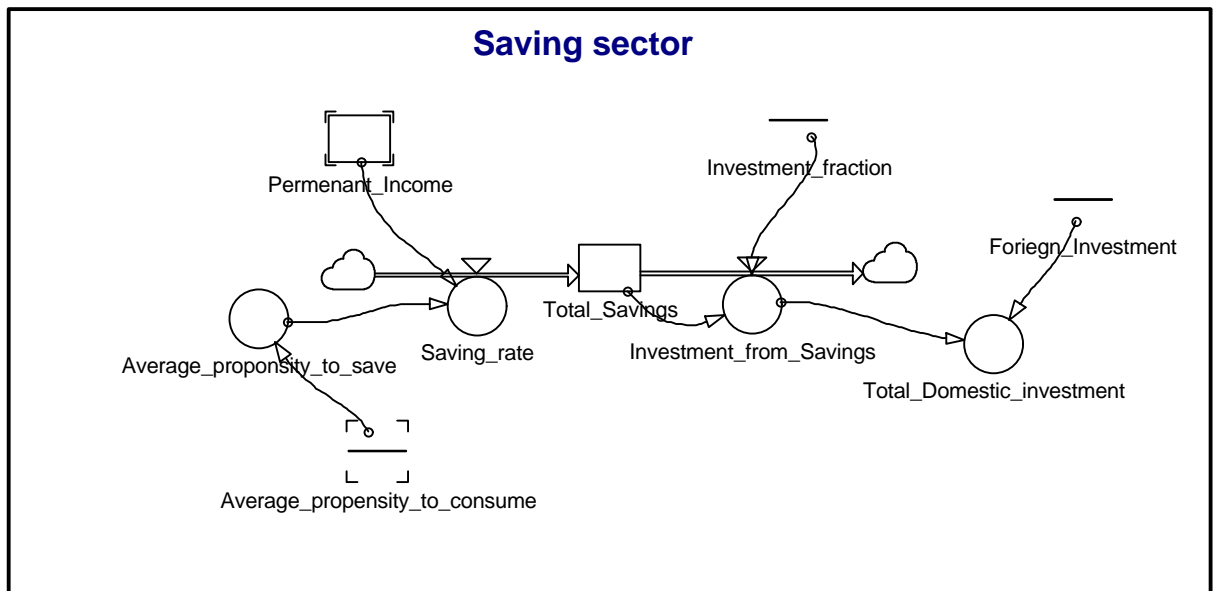 Saving sector
Permenant_Income
Investment_fraction
Foriegn_Investment
Total_Savings
Saving_rate
Investment_from_Savings
Average_proponsity_to_save
Total_Domestic_investment
Average_propensity_to_consume